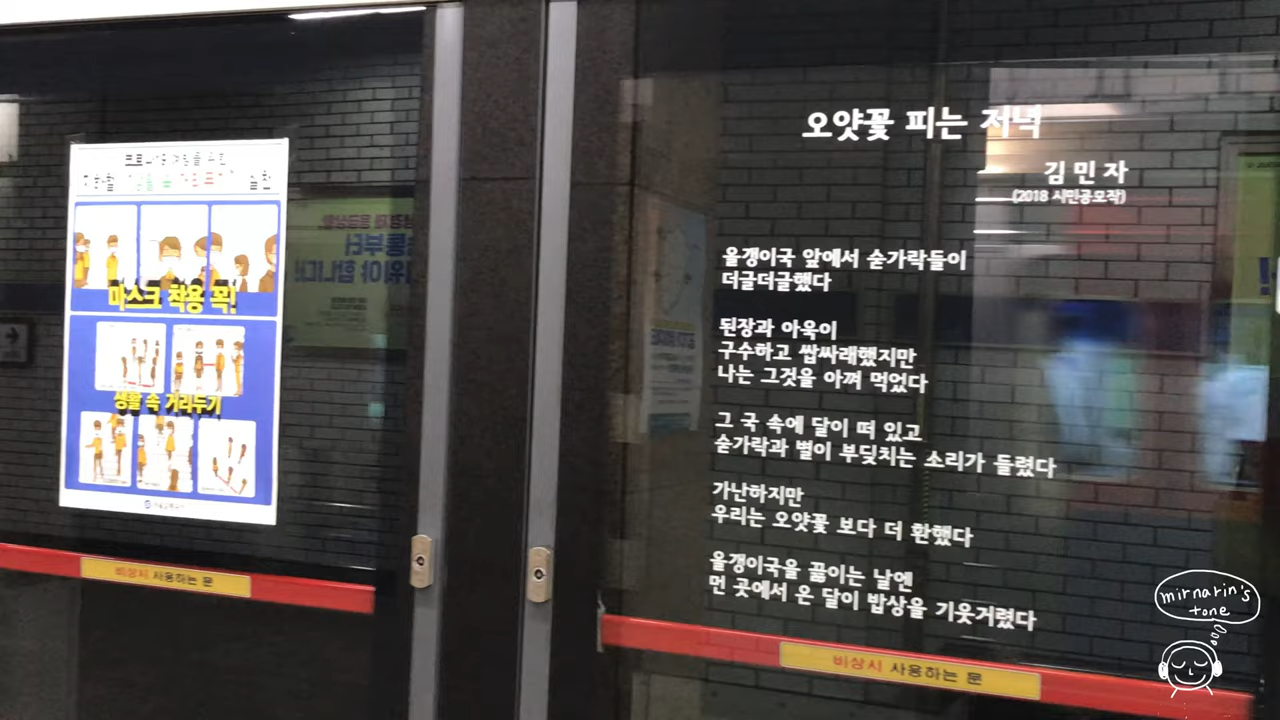 마스크 착용 꼭!
생활 속 거리두기
비상시 사용하는 문
오얏꽃 피는 저녁
김민자
(2018 시민공모작)
올갱이국 앞에서 숟가락들이
더글더글했다
된장과 아욱이
구수하고 쌉싸래했지만
나는 그것을 아껴 먹었다
그 국 속에 달이 떠 있고
숟가락과 별이 부딪치는 소리가 들렸다
가난하지만
우리는 오얏꽃 보다 더 환했다
올갱이국을 끓이는 날엔
먼 곳에서 온 달이 밥상을 기웃거렸다
비상시 사용하는 문
mirnarin's
tone